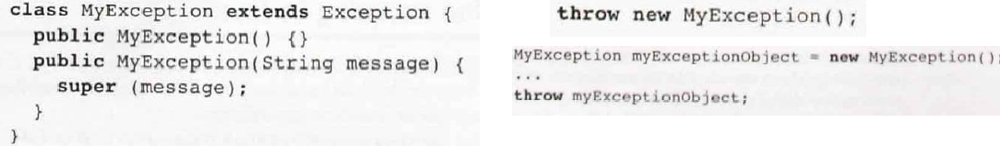 class MyException extends Exception {
public MyException() {}
public MyException(String message) {
super (message);
}
}
throw new MyException();
MyException myExceptionObject = new MyException();
...
throw myExceptionObject;